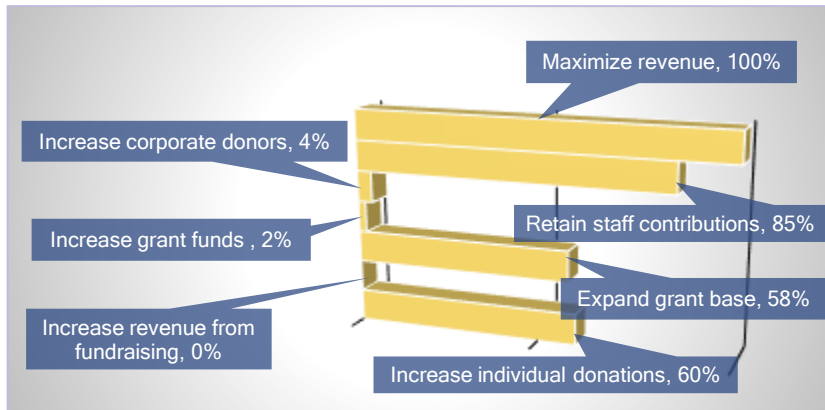 Maximize revenue, 100%
Increase corporate donors, 4%
Retain staff contributions, 85%
Increase grant funds , 2%
Expand grant base, 58%
Increase revenue from
fundraising, 0%
Increase individual donations, 60%